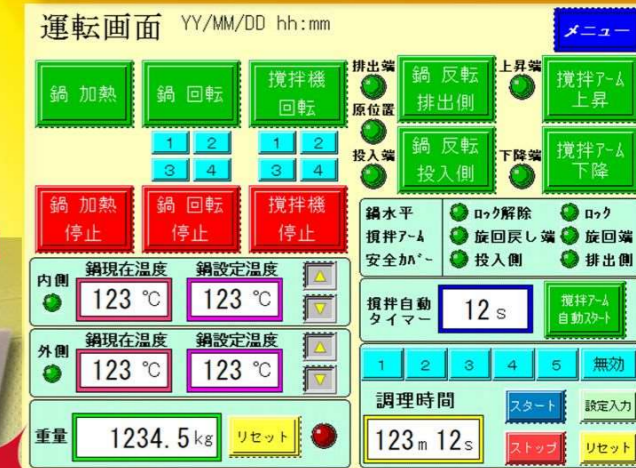 運転画面 YY/MM/DD hh:mm
メニュー
鍋 加熱
鍋 回転
撹拌機
回転
排出端
原位置
投入端
鍋 反転
排出側
上昇端
撹拌アーム
上昇
1 2
3 4
1 2
3 4
鍋 反転
投入側
下降端
撹拌アーム
下降
鍋 加熱
停止
鍋 回転
停止
撹拌機
停止
鍋水平 ロック解除 ロック
撹拌アーム 旋回戻し端 旋回端
安全カバー 投入側 排出側
内側
鍋現在温度 鍋設定温度
123 ℃ 123 ℃
撹拌自動
タイマー
12 s
撹拌アーム
自動スタート
外側
鍋現在温度 鍋設定温度
123 ℃ 123 ℃
1 2 3 4 5 無効
調理時間
123 m 12 s
スタート
設定入力
ストップ
リセット
重量 1234.5 kg リセット